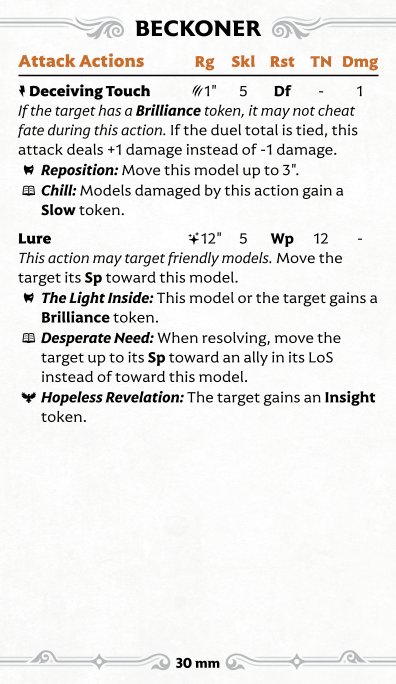 BECKONER
Attack Actions Rg Skl Rst TN Dmg
Deceiving Touch 1" 5 Df - 1
If the target has a Brilliance token, it may not cheat
fate during this action. If the duel total is tied, this
attack deals +1 damage instead of -1 damage.
Reposition: Move this model up to 3".
Chill: Models damaged by this action gain a
Slow token.
Lure 12" 5 Wp 12 -
This action may target friendly models. Move the
target its Sp toward this model.
The Light Inside: This model or the target gains a
Brilliance token.
Desperate Need: When resolving, move the
target up to its Sp toward an ally in its LoS
instead of toward this model.
Hopeless Revelation: The target gains an Insight
token.
30 mm